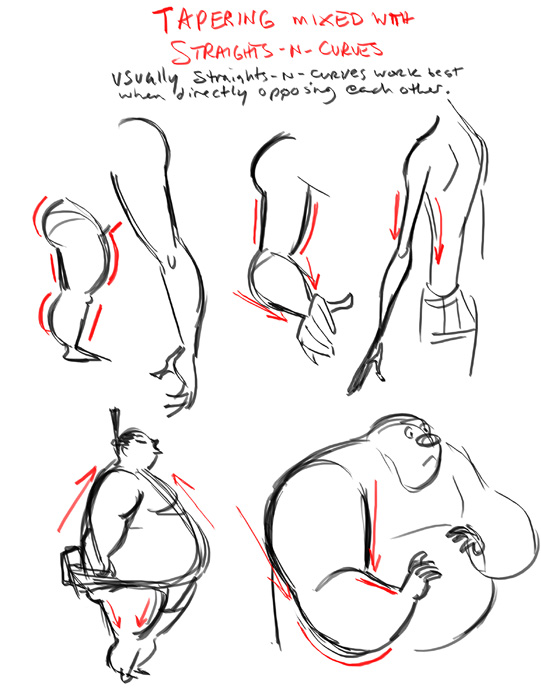 TAPERING MIXED WITH
STRAIGHTS-N-CURVES
USUALLY STRAIGHTS-N-CURVES WORK BEST
WHEN DIRECTLY OPPOSING EACH OTHER.